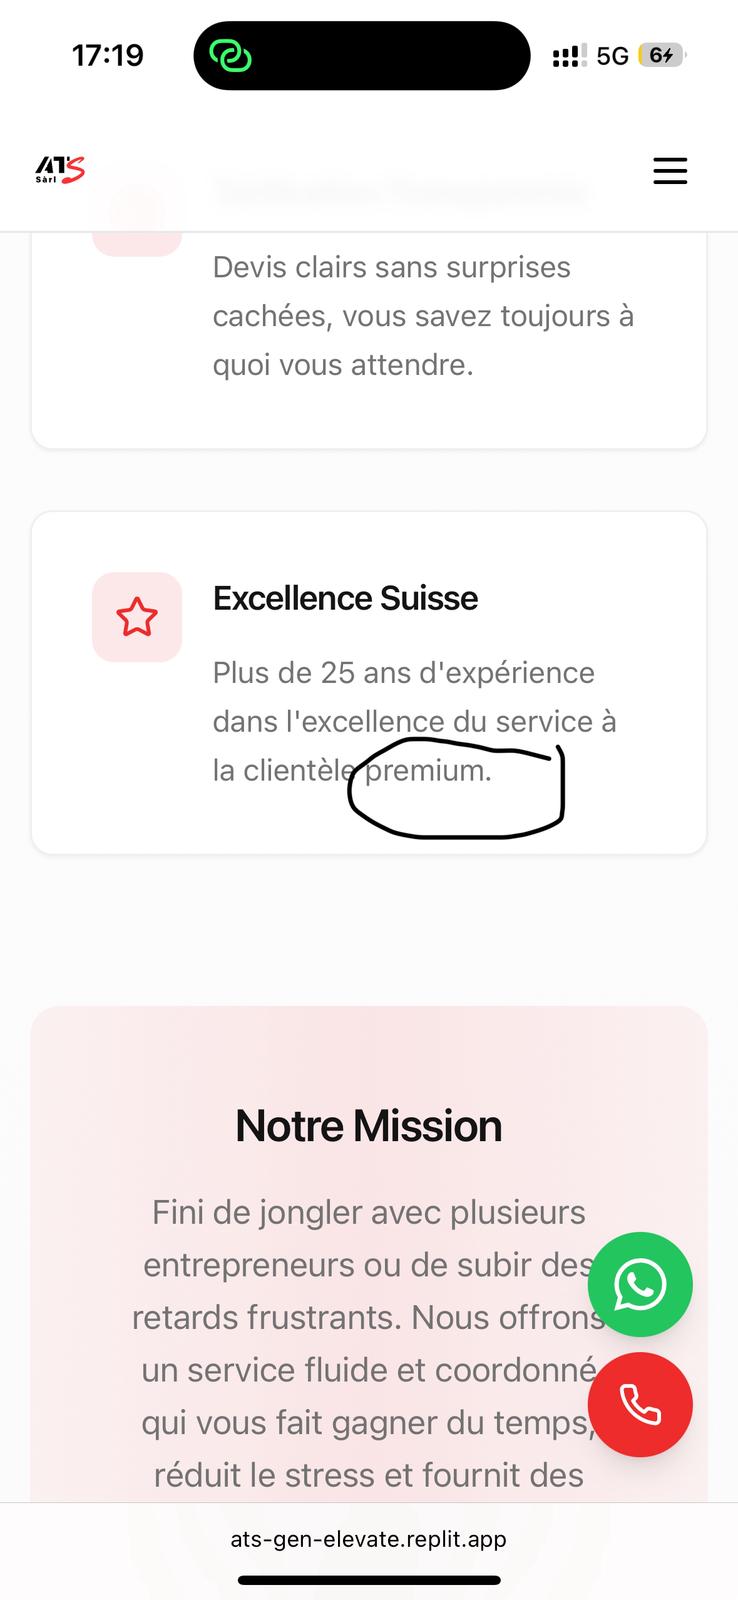 17:19
5G
6
ATS
Sàrl
Devis clairs sans surprises
cachées, vous savez toujours à
quoi vous attendre.
Excellence Suisse
Plus de 25 ans d'expérience
dans l'excellence du service à
la clientèle premium.
Notre Mission
Fini de jongler avec plusieurs
entrepreneurs ou de subir des
retards frustrants. Nous offrons
un service fluide et coordonné
qui vous fait gagner du temps,
réduit le stress et fournit des
ats-gen-elevate.replit.app